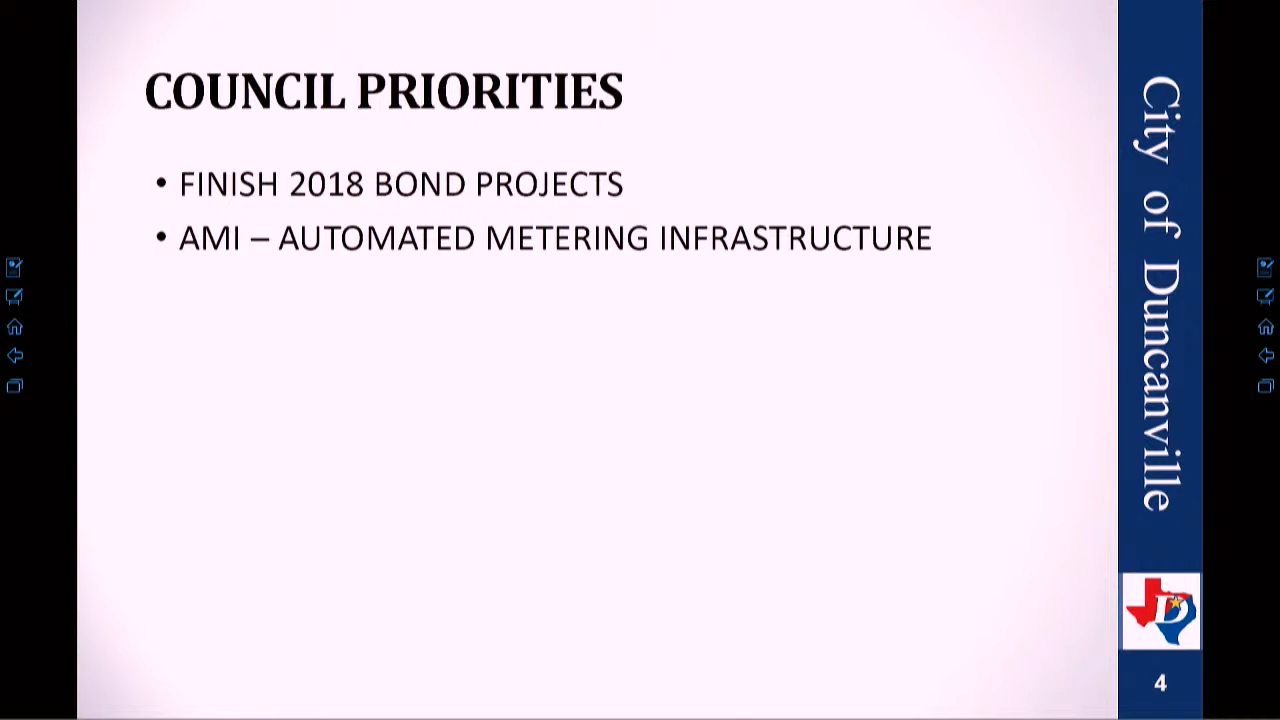 COUNCIL PRIORITIES
• FINISH 2018 BOND PROJECTS
• AMI – AUTOMATED METERING INFRASTRUCTURE
City of Duncanville
D
4